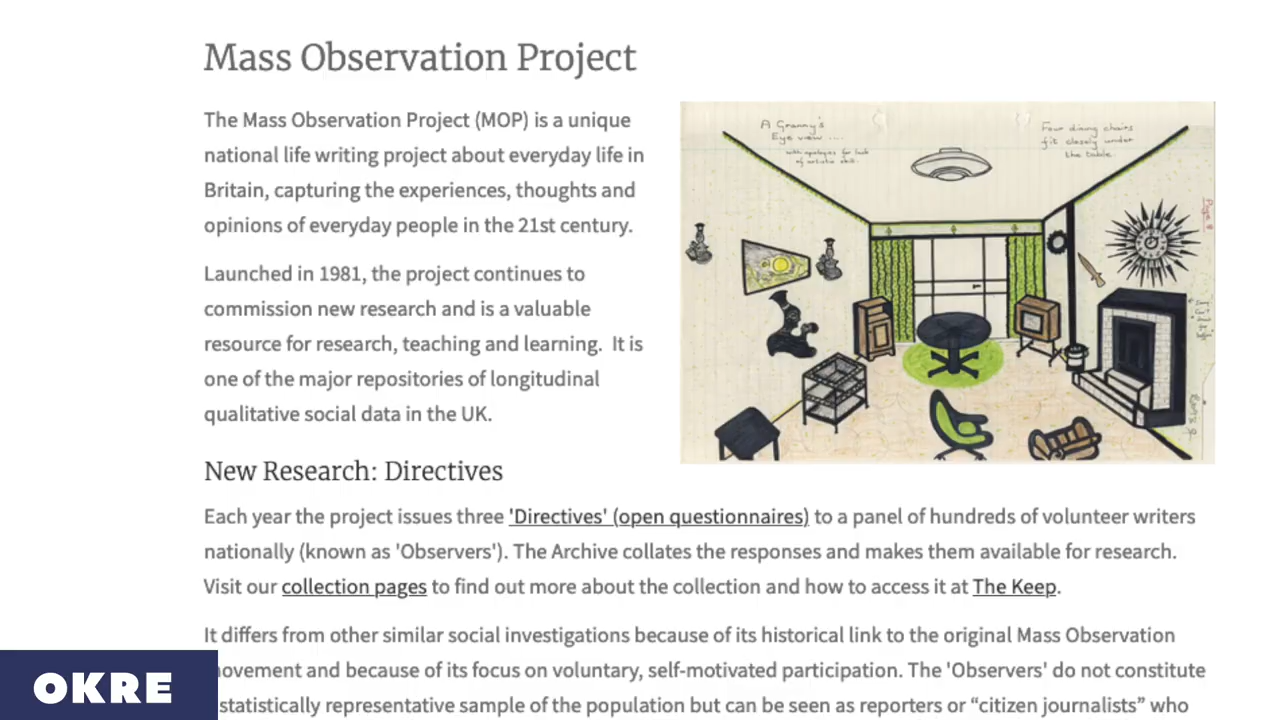 Mass Observation Project
The Mass Observation Project (MOP) is a unique
national life writing project about everyday life in
Britain, capturing the experiences, thoughts and
opinions of everyday people in the 21st century.
Launched in 1981, the project continues to
commission new research and is a valuable
resource for research, teaching and learning. It is
one of the major repositories of longitudinal
qualitative social data in the UK.
A Granny's
Eye view ....
with apologies for lack
of artistic skill.
Four dining chairs
fit closely under
the table.
New Research: Directives
Each year the project issues three 'Directives' (open questionnaires) to a panel of hundreds of volunteer writers
nationally (known as 'Observers'). The Archive collates the responses and makes them available for research.
Visit our collection pages to find out more about the collection and how to access it at The Keep.
It differs from other similar social investigations because of its historical link to the original Mass Observation
movement and because of its focus on voluntary, self-motivated participation. The 'Observers' do not constitute
statistically representative sample of the population but can be seen as reporters or “citizen journalists” who
OKRE